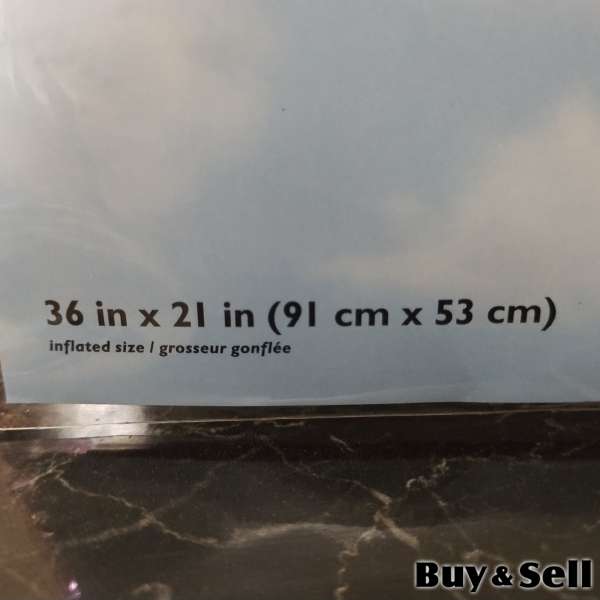 36 in x 21 in (91 cm x 53 cm)
inflated size / grosseur gonflée
Buy & Sell